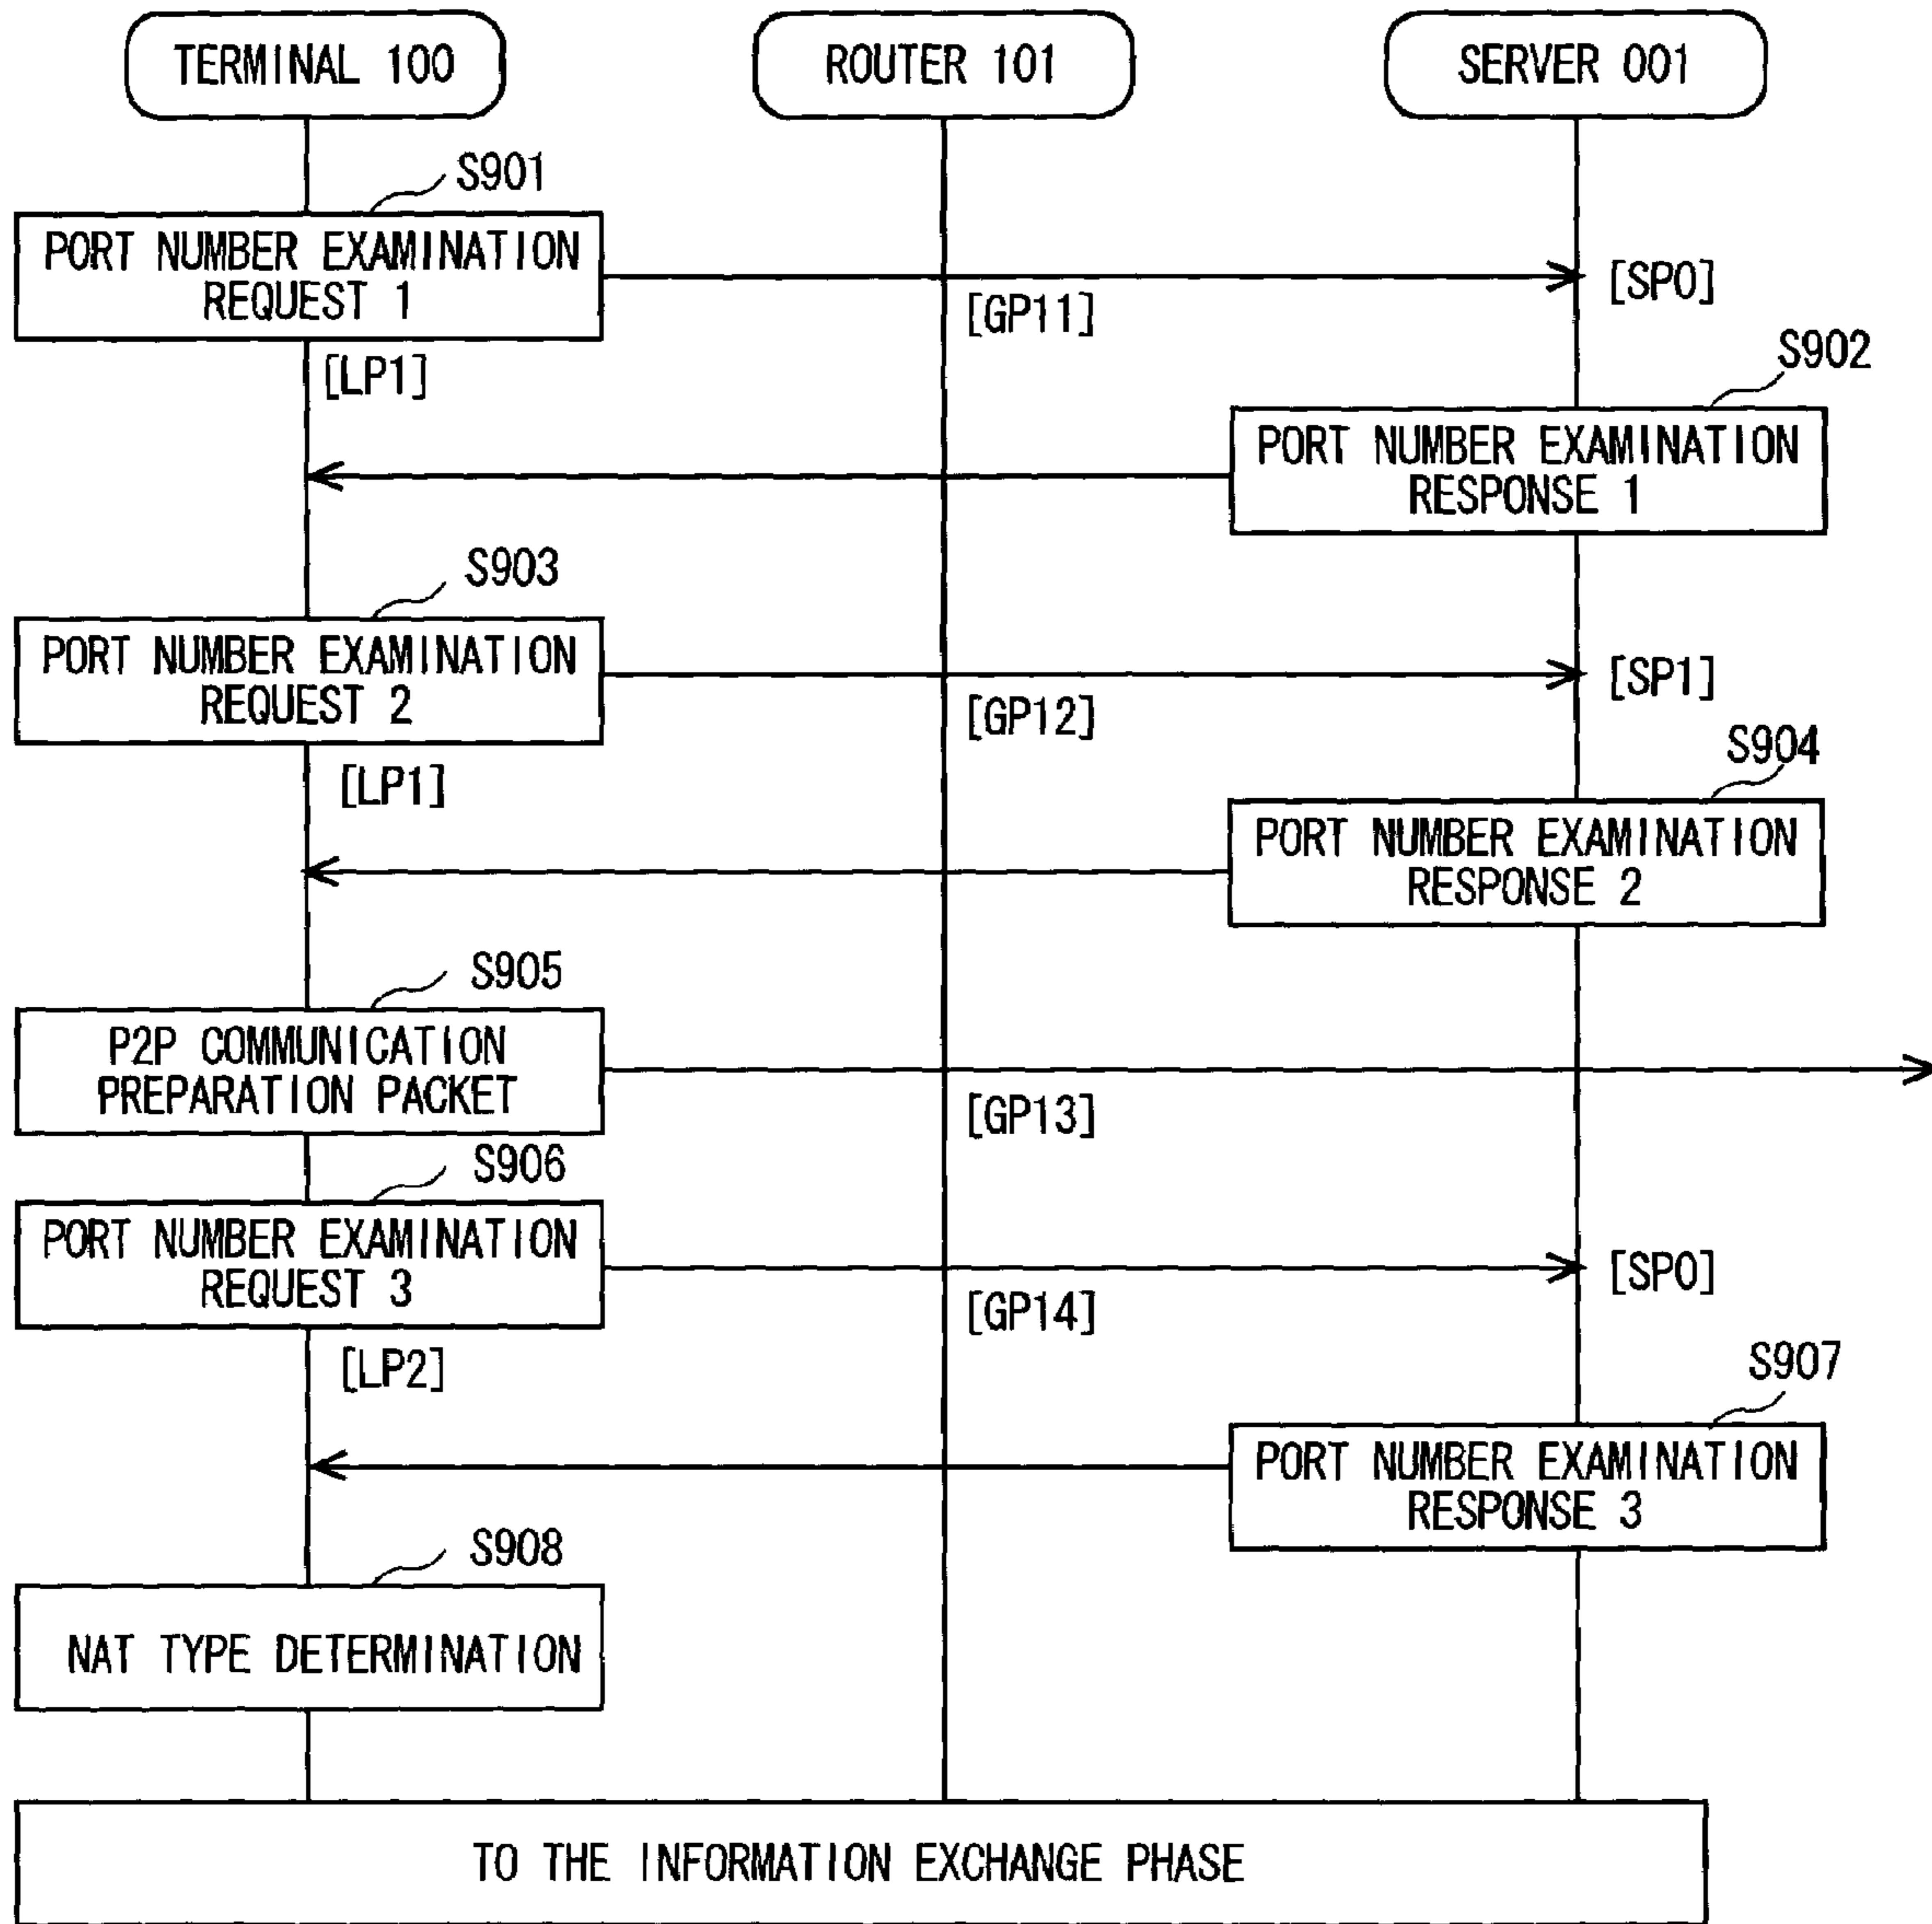 TERMINAL 100
ROUTER 101
SERVER 001
S901
PORT NUMBER EXAMINATION
REQUEST 1
[GP11]
[SP0]
[LP1]
S902
PORT NUMBER EXAMINATION
RESPONSE 1
S903
PORT NUMBER EXAMINATION
REQUEST 2
[GP12]
[SP1]
[LP1]
S904
PORT NUMBER EXAMINATION
RESPONSE 2
S905
P2P COMMUNICATION
PREPARATION PACKET
[GP13]
S906
PORT NUMBER EXAMINATION
REQUEST 3
[GP14]
[SP0]
[LP2]
S907
PORT NUMBER EXAMINATION
RESPONSE 3
S908
NAT TYPE DETERMINATION
TO THE INFORMATION EXCHANGE PHASE